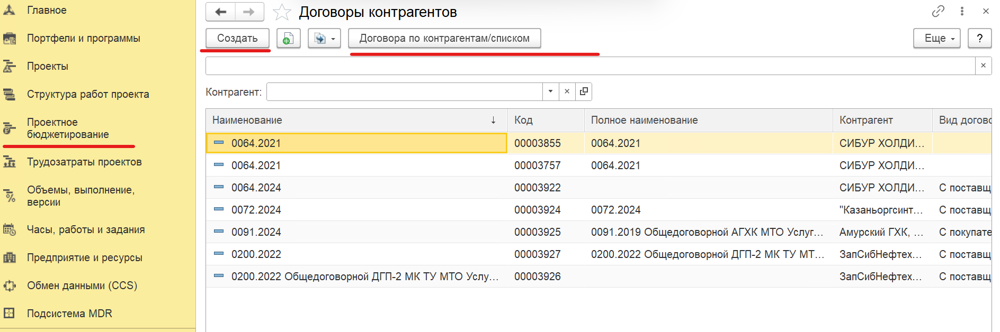 Главное
Портфели и программы
Проекты
Структура работ проекта
Проектное
бюджетирование
Трудозатраты проектов
Объемы, выполнение,
версии
Часы, работы и задания
Предприятие и ресурсы
Обмен данными (CCS)
Подсистема MDR
Договоры контрагентов
Создать Договора по контрагентам/списком Еще ?
Контрагент:
Наименование Код Полное наименование Контрагент Вид догово
0064.2021 00003855 0064.2021 СИБУР ХОЛДИ...
0064.2021 00003757 0064.2021 СИБУР ХОЛДИ...
0064.2024 00003922 СИБУР ХОЛДИ... С поставщ
0072.2024 00003924 0072.2024 "Казаньоргсинт... С поставщ
0091.2024 00003925 0091.2019 Общедоговорной АГХК МТО Услуг... Амурский ГХК, ... С покупате
0200.2022 00003927 0200.2022 Общедоговорной ДГП-2 МК ТУ МТ... ЗапСибНефтех... С поставщ
0200.2022 Общедоговорной ДГП-2 МК ТУ МТО Услу... 00003926 ЗапСибНефтех... С поставщ